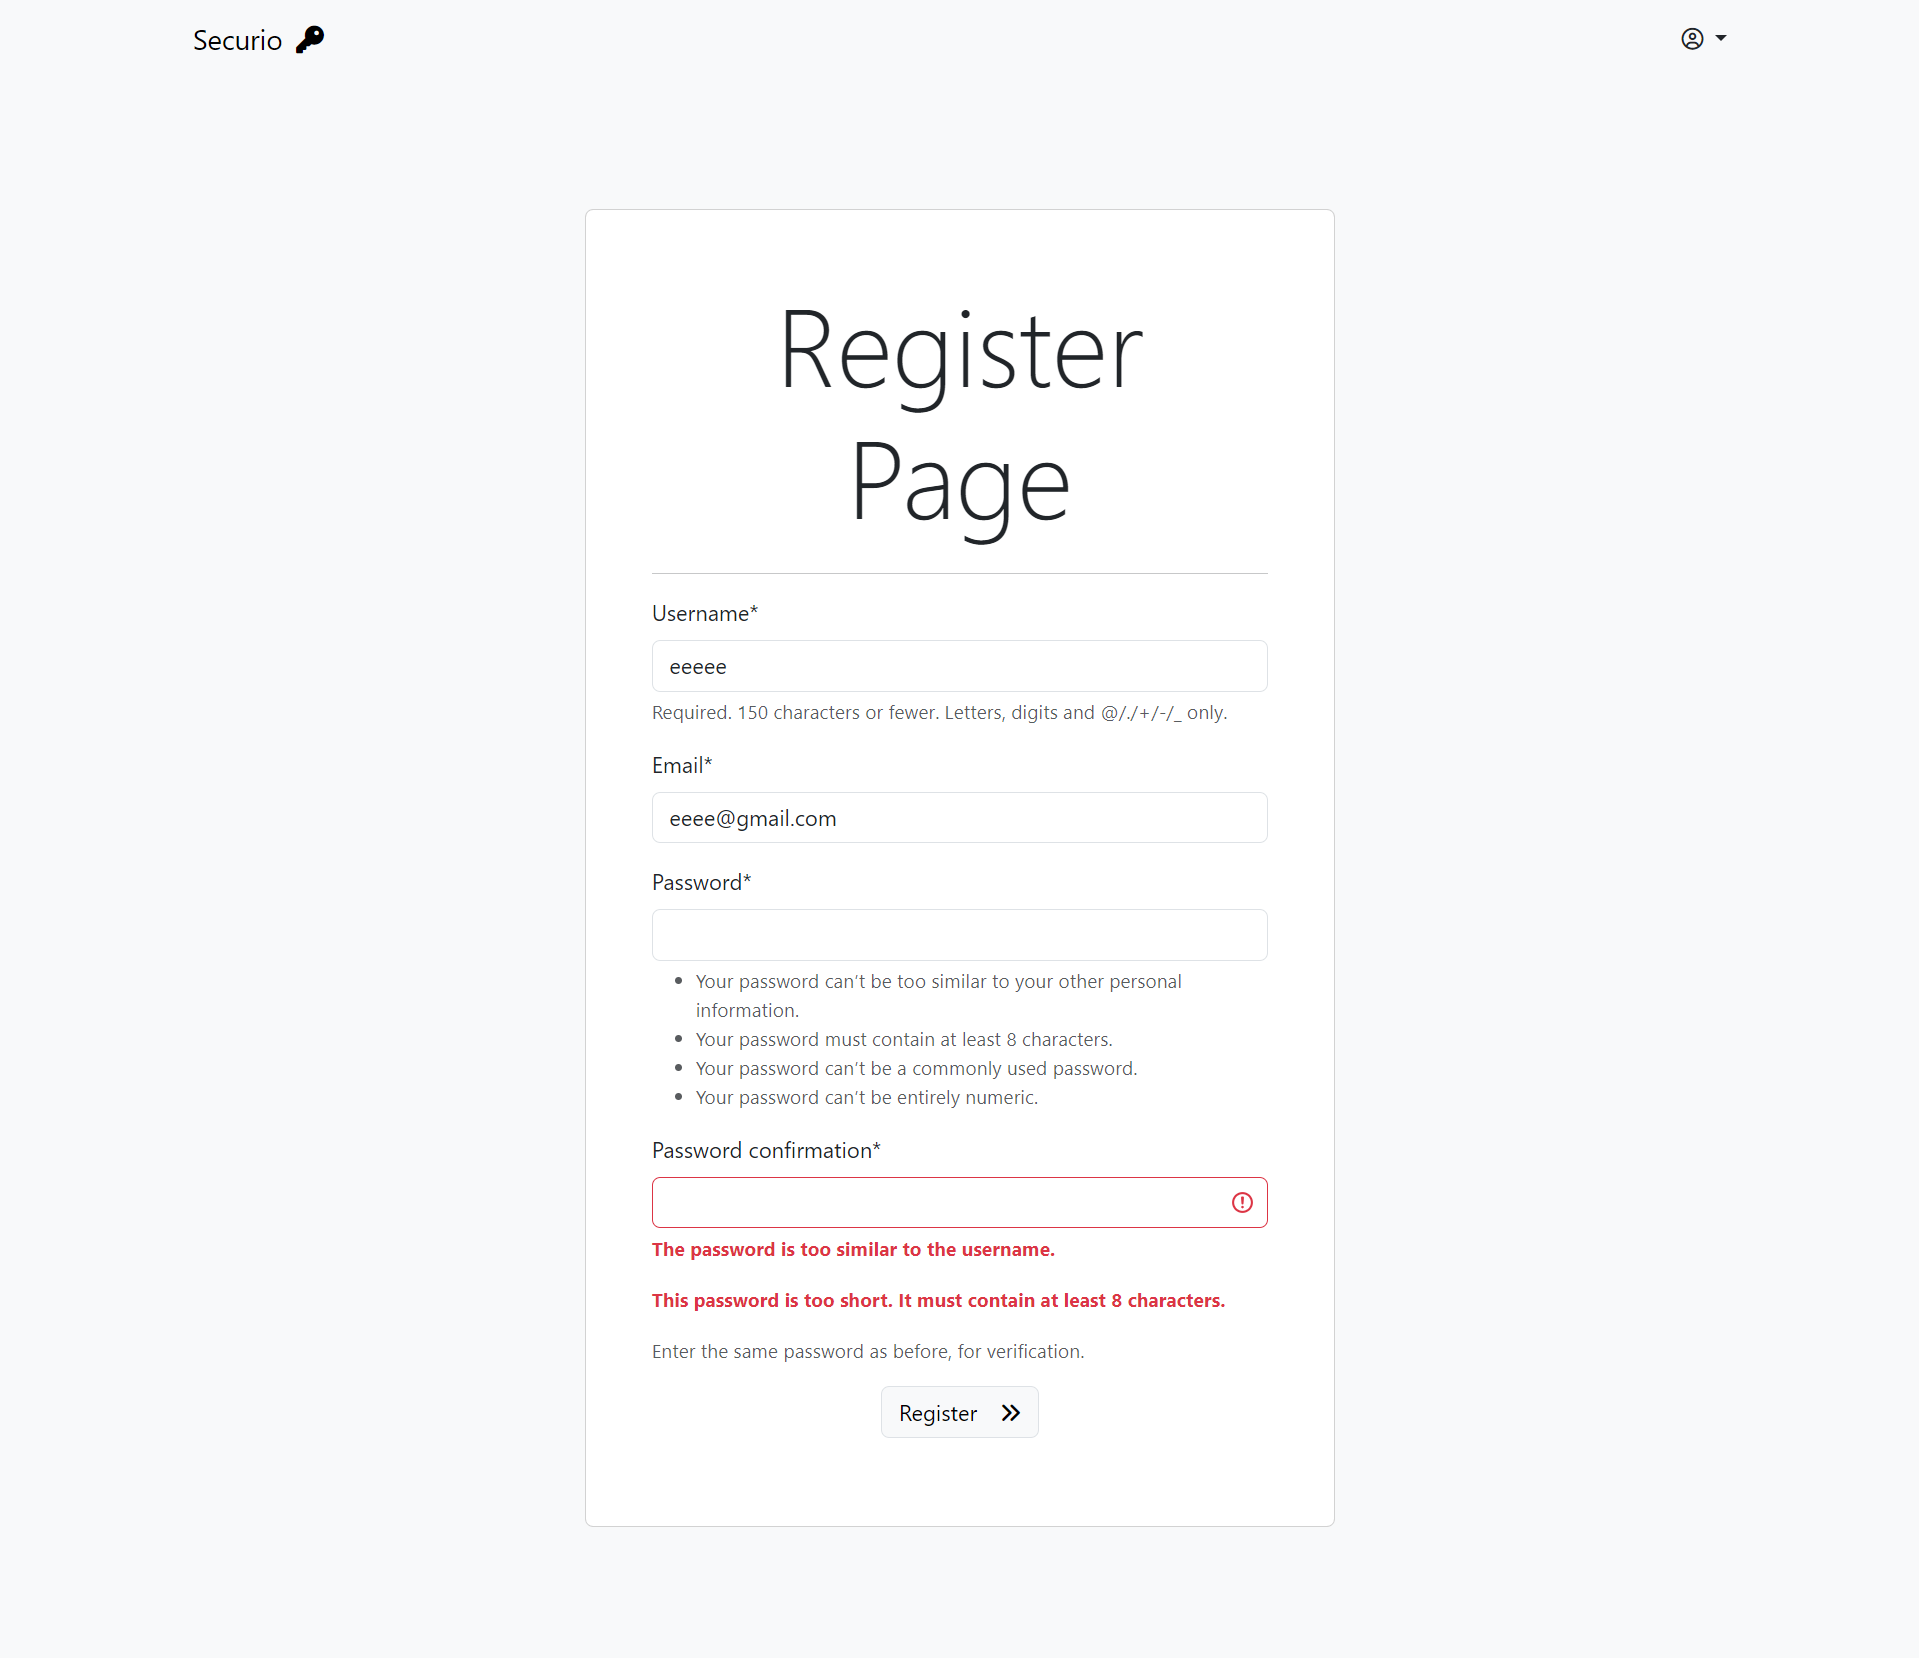 Securio
Register
Page
Username*
eeeee
Required. 150 characters or fewer. Letters, digits and @/./+/-/_ only.
Email*
eeee@gmail.com
Password*
Your password can’t be too similar to your other personal
information.
Your password must contain at least 8 characters.
Your password can’t be a commonly used password.
Your password can’t be entirely numeric.
Password confirmation*
The password is too similar to the username.
This password is too short. It must contain at least 8 characters.
Enter the same password as before, for verification.
Register